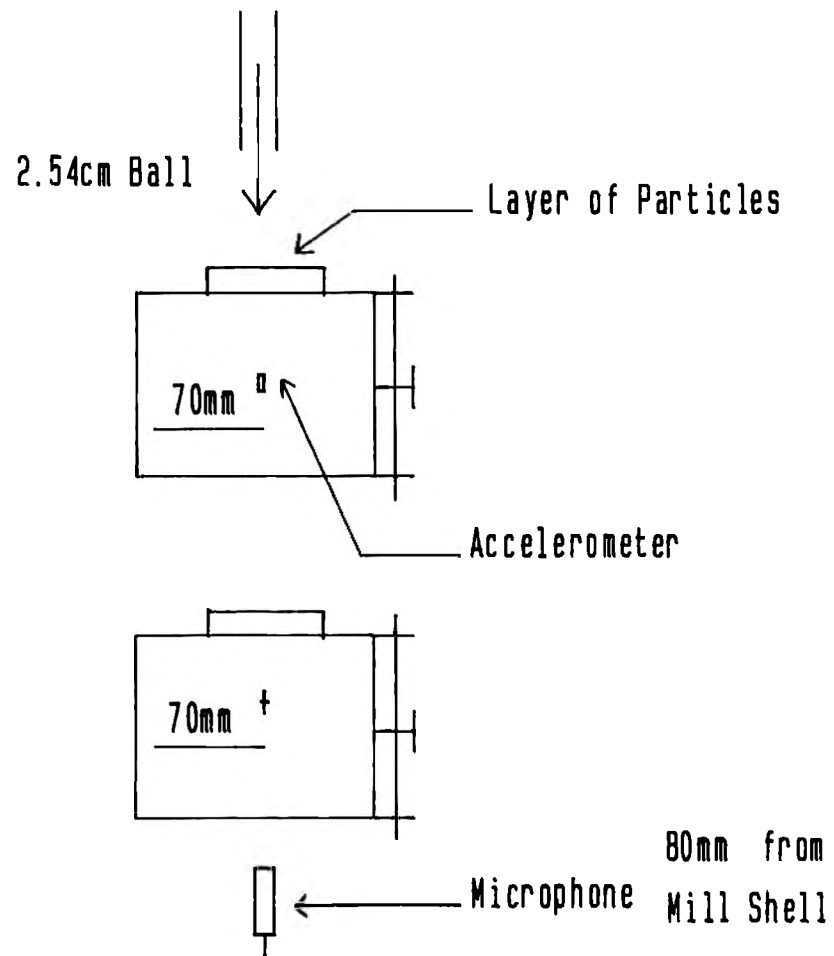 2.54cm Ball
Layer of Particles
70mm
Accelerometer
70mm
80mm from
Microphone Mill Shell